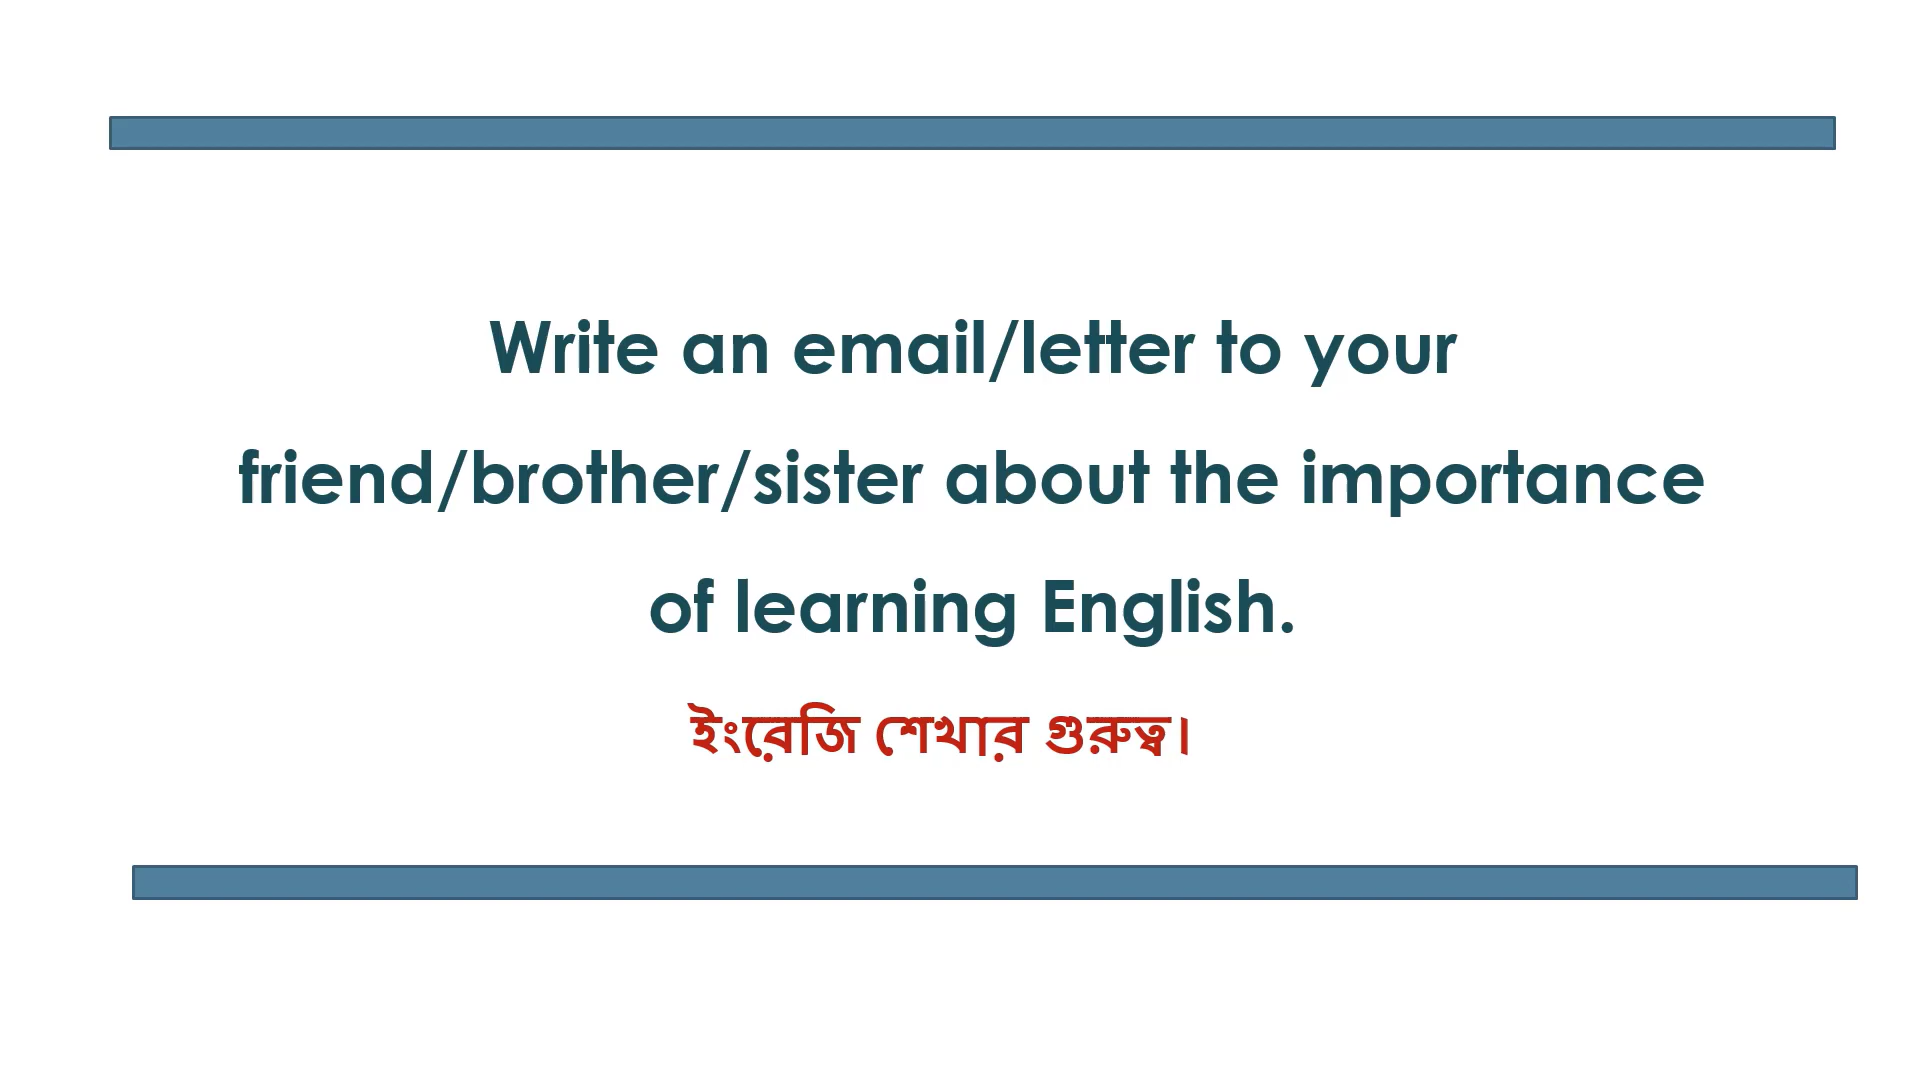 Write an email/letter to your
friend/brother/sister about the importance
of learning English.
ইংরেজি শেখার গুরুত্ব।